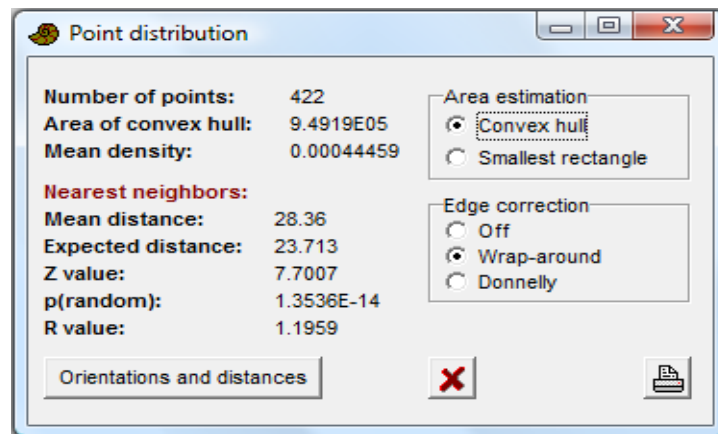 Point distribution
Number of points: 422
Area of convex hull: 9.4919E05
Mean density: 0.00044459
Nearest neighbors:
Mean distance: 28.36
Expected distance: 23.713
Z value: 7.7007
p(random): 1.3536E-14
R value: 1.1959
Area estimation
Convex hull
Smallest rectangle
Edge correction
Off
Wrap-around
Donnelly
Orientations and distances